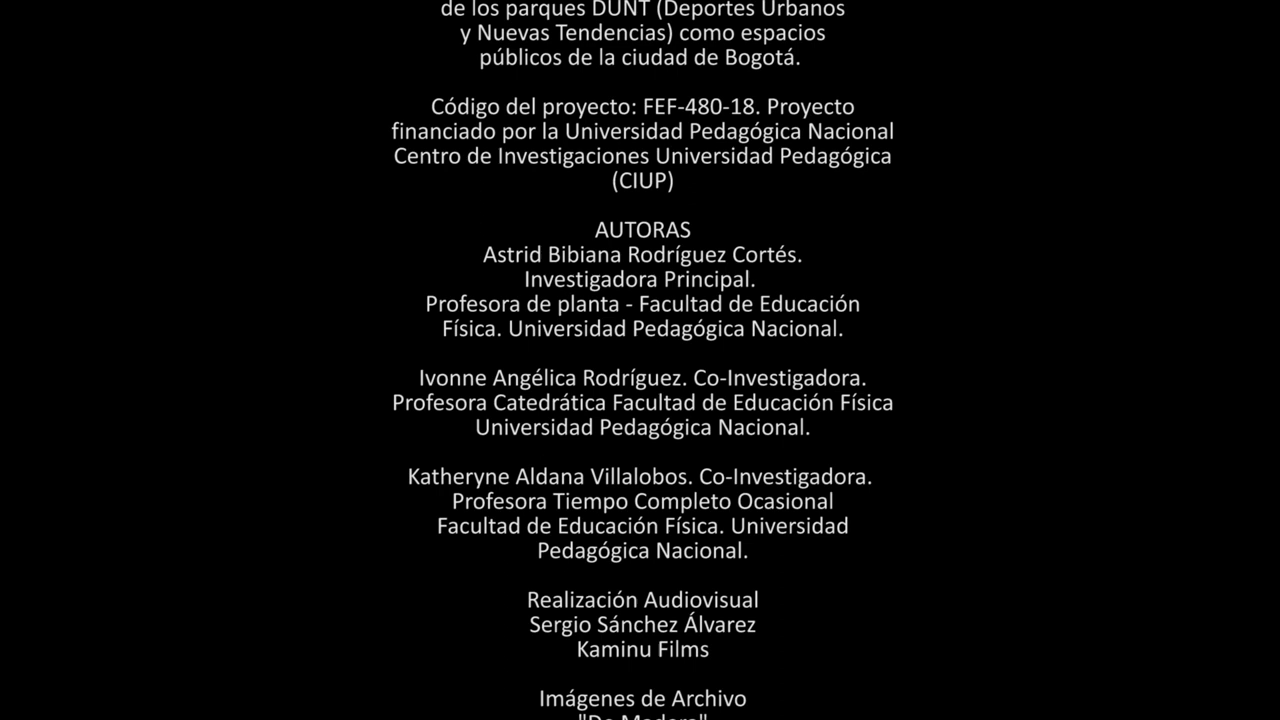 de los parques DUNT (Deportes Urbanos
y Nuevas Tendencias) como espacios
públicos de la ciudad de Bogotá.
Código del proyecto: FEF-480-18. Proyecto
financiado por la Universidad Pedagógica Nacional
Centro de Investigaciones Universidad Pedagógica
(CIUP)
AUTORAS
Astrid Bibiana Rodríguez Cortés.
Investigadora Principal.
Profesora de planta - Facultad de Educación
Física. Universidad Pedagógica Nacional.
Ivonne Angélica Rodríguez. Co-Investigadora.
Profesora Catedrática Facultad de Educación Física
Universidad Pedagógica Nacional.
Katheryne Aldana Villalobos. Co-Investigadora.
Profesora Tiempo Completo Ocasional
Facultad de Educación Física. Universidad
Pedagógica Nacional.
Realización Audiovisual
Sergio Sánchez Álvarez
Kaminu Films
Imágenes de Archivo
"De Madera"